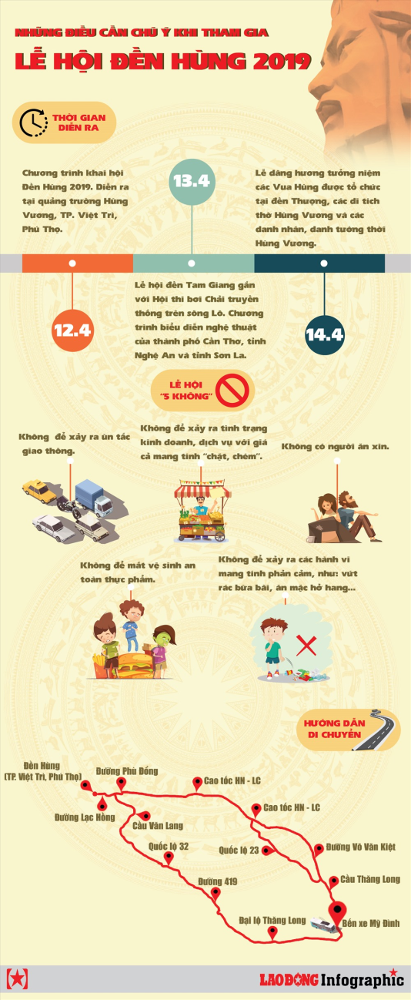 NHỮNG ĐIỀU CẦN CHÚ Ý KHI THAM GIA
LỄ HỘI ĐỀN HÙNG 2019
THỜI GIAN
DIỄN RA
Chương trình khai hội
Đền Hùng 2019. Diễn ra
tại quảng trường Hùng
Vương, TP. Việt Trì,
Phú Thọ.
13.4
Lễ dâng hương tưởng niệm
các Vua Hùng được tổ chức
tại đền Thượng, các di tích
thờ Hùng Vương và các
danh nhân, danh tướng thời
Hùng Vương.
12.4
Lễ hội đền Tam Giang gắn
với Hội thi bơi Chải truyền
thống trên sông Lô. Chương
trình biểu diễn nghệ thuật
của thành phố Cần Thơ, tỉnh
Nghệ An và tỉnh Sơn La.
14.4
LỄ HỘI
"5 KHÔNG"
Không để xảy ra ùn tắc
giao thông.
Không để xảy ra tình trạng
kinh doanh, dịch vụ với giá
cả mang tính "chặt, chém".
Không có người ăn xin.
Không để mất vệ sinh an
toàn thực phẩm.
Không để xảy ra các hành vi
mang tính phản cảm, như: vứt
rác bừa bãi, ăn mặc hở hang...
HƯỚNG DẪN
DI CHUYỂN
Đền Hùng
(TP. Việt Trì, Phú Thọ)
Đường Phù Đổng
Cao tốc HN - LC
Đường Lạc Hồng
Cầu Văn Lang
Cao tốc HN - LC
Quốc lộ 32
Quốc lộ 23
Đường Võ Văn Kiệt
Đường 419
Cầu Thăng Long
Đại lộ Thăng Long
Bến xe Mỹ Đình
LAO ĐỘNG Infographic